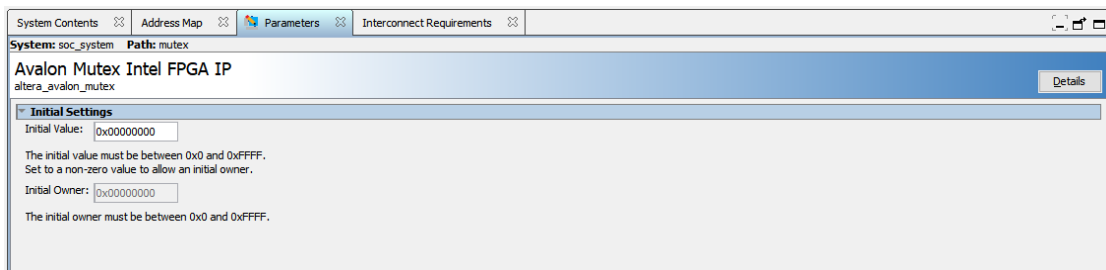 System Contents Address Map Parameters Interconnect Requirements
System: soc_system Path: mutex
Avalon Mutex Intel FPGA IP
altera_avalon_mutex
Details
Initial Settings
Initial Value: 0x00000000
The initial value must be between 0x0 and 0xFFFF.
Set to a non-zero value to allow an initial owner.
Initial Owner: 0x00000000
The initial owner must be between 0x0 and 0xFFFF.